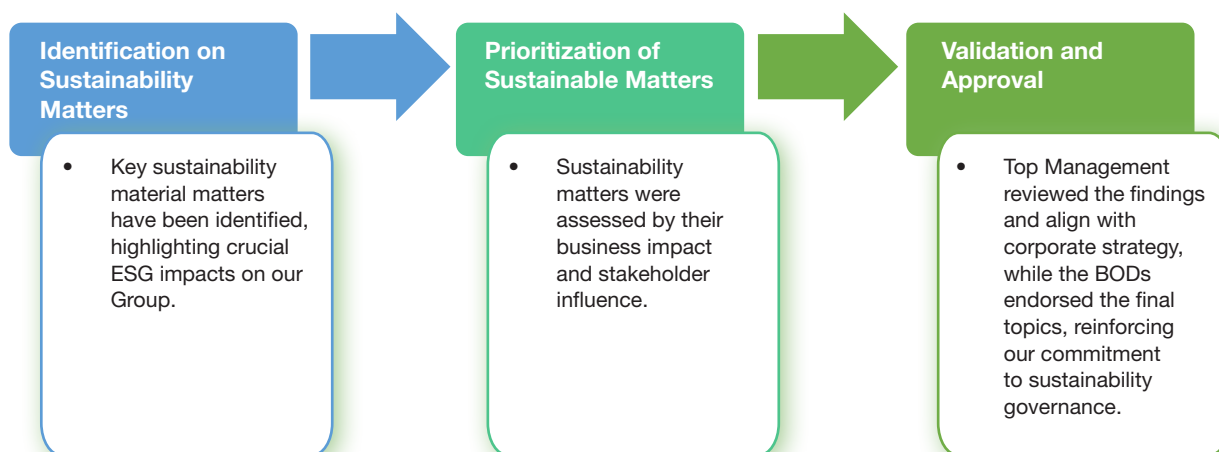 Identification on
Sustainability
Matters
• Key sustainability
material matters
have been identified,
highlighting crucial
ESG impacts on our
Group.
Prioritization of
Sustainable Matters
• Sustainability
matters were
assessed by their
business impact
and stakeholder
influence.
Validation and
Approval
• Top Management
reviewed the findings
and align with
corporate strategy,
while the BODs
endorsed the final
topics, reinforcing
our commitment
to sustainability
governance.